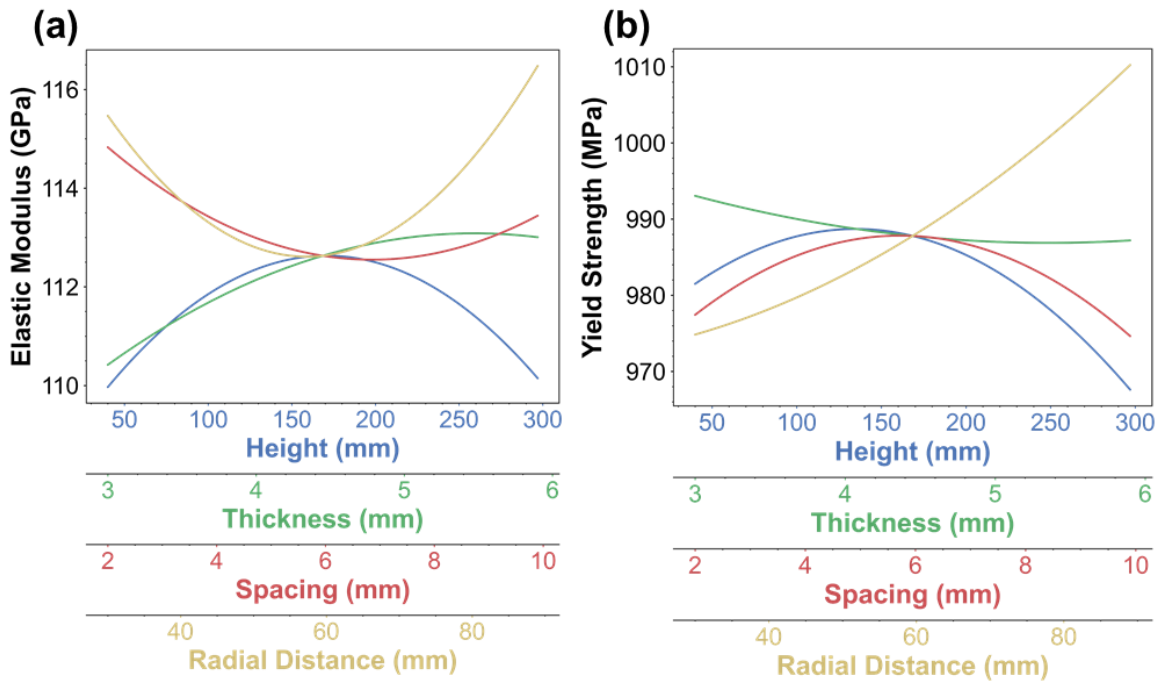 (a)
Elastic Modulus (GPa)
116
114
112
110
50 100 150 200 250 300
Height (mm)
3 4 5 6
Thickness (mm)
2 4 6 8 10
Spacing (mm)
40 60 80
Radial Distance (mm)
(b)
Yield Strength (MPa)
1010
1000
990
980
970
50 100 150 200 250 300
Height (mm)
3 4 5 6
Thickness (mm)
2 4 6 8 10
Spacing (mm)
40 60 80
Radial Distance (mm)